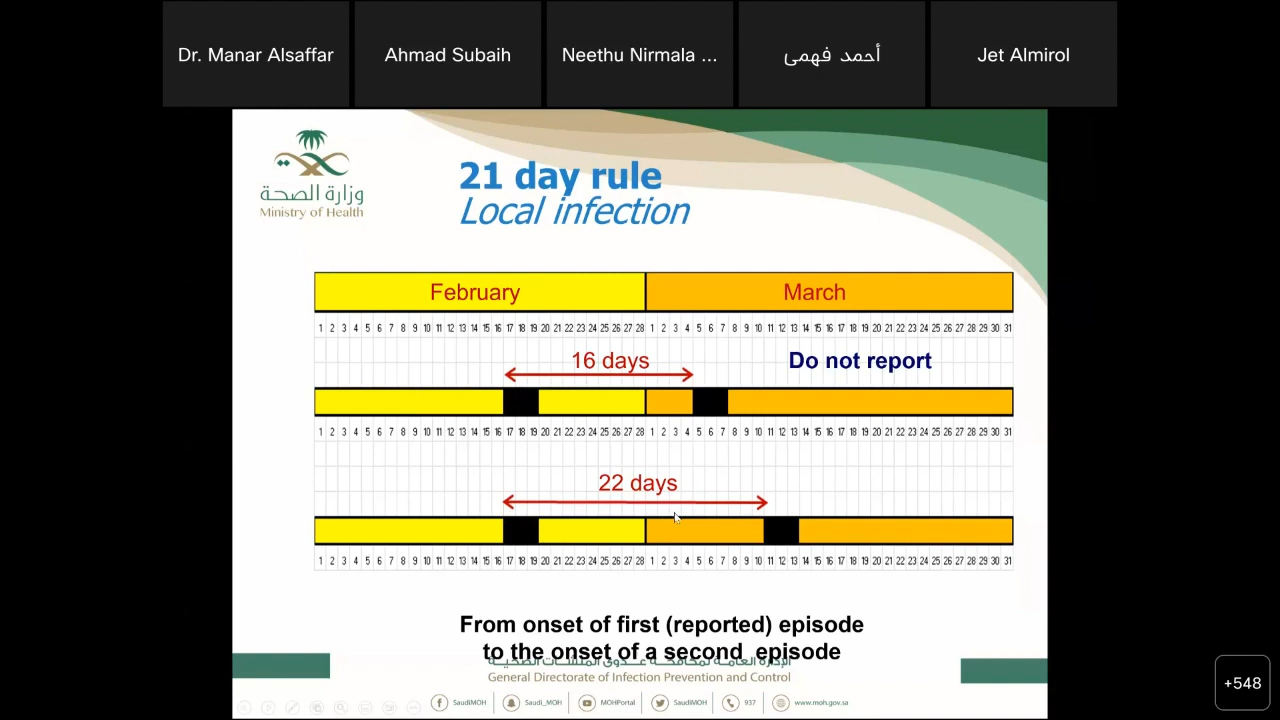 Dr. Manar Alsaffar
Ahmad Subaih
Neethu Nirmala ...
أحمد فهمى
Jet Almirol
وزارة الصحة
Ministry of Health
21 day rule
Local infection
February March
1 2 3 4 5 6 7 8 9 10 11 12 13 14 15 16 17 18 19 20 21 22 23 24 25 26 27 28 1 2 3 4 5 6 7 8 9 10 11 12 13 14 15 16 17 18 19 20 21 22 23 24 25 26 27 28 29 30 31
16 days Do not report
1 2 3 4 5 6 7 8 9 10 11 12 13 14 15 16 17 18 19 20 21 22 23 24 25 26 27 28 1 2 3 4 5 6 7 8 9 10 11 12 13 14 15 16 17 18 19 20 21 22 23 24 25 26 27 28 29 30 31
22 days
1 2 3 4 5 6 7 8 9 10 11 12 13 14 15 16 17 18 19 20 21 22 23 24 25 26 27 28 1 2 3 4 5 6 7 8 9 10 11 12 13 14 15 16 17 18 19 20 21 22 23 24 25 26 27 28 29 30 31
From onset of first (reported) episode
to the onset of a second episode
الإدارة العامة لمكافحة عدوى المنشآت الصحية
General Directorate of Infection Prevention and Control
SaudiMOH Saudi_MOH MOHPortal SaudiMOH 937 www.moh.gov.sa
+548